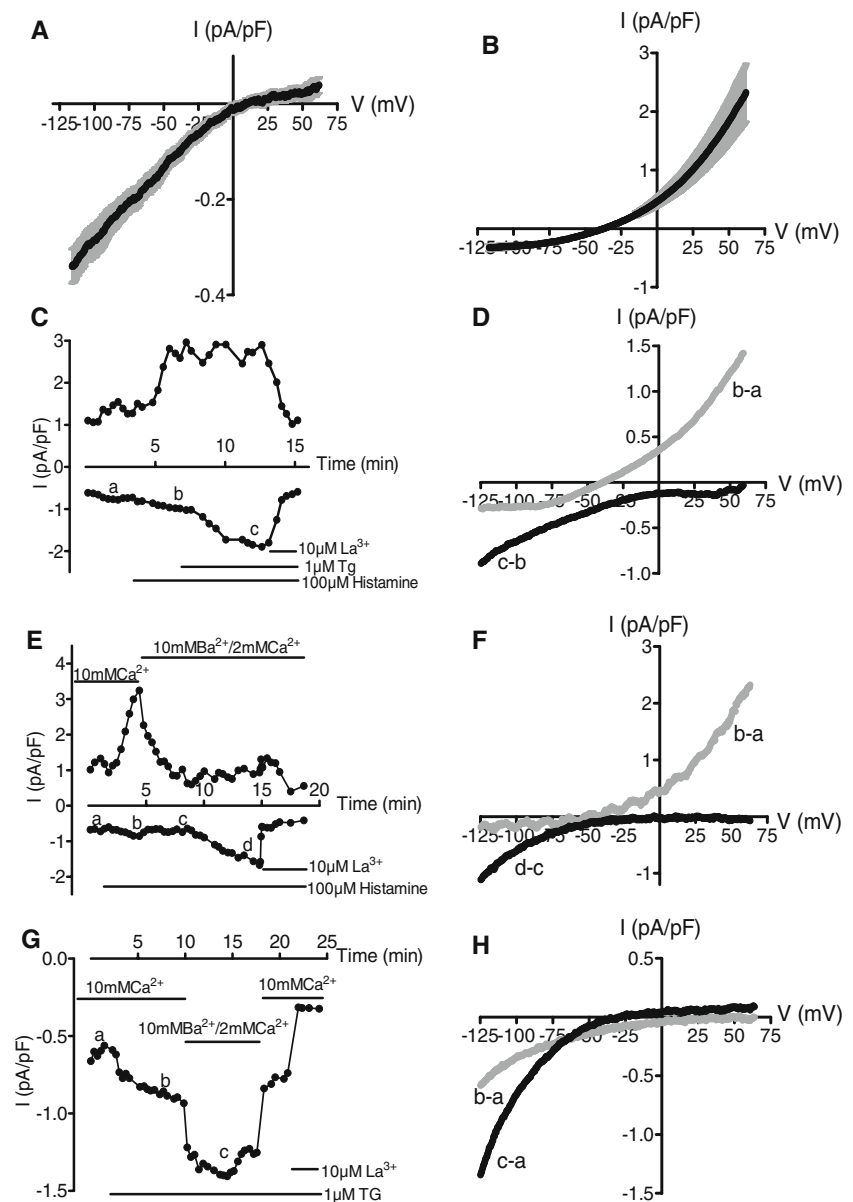 A
I (pA/pF)
V (mV)
-125 -100 -75 -50 -25 25 50 75
-0.2
-0.4
B
I (pA/pF)
3
2
1
V (mV)
-125 -100 -75 -50 -25 25 50 75
-1
C
I (pA/pF)
3
2
1
0
-1
-2
5 10 15
Time (min)
a
b
c
10µM La³⁺
1µM Tg
100µM Histamine
D
I (pA/pF)
1.5
1.0
0.5
b-a
V (mV)
-125 -100 -75 -50 -25 25 50 75
-0.5
-1.0
c-b
E
I (pA/pF)
4
3
2
1
0
-1
-2
10mMBa²⁺/2mMCa²⁺
10mMCa²⁺
5 10 15 20
Time (min)
a
b
c
d
10µM La³⁺
100µM Histamine
F
I (pA/pF)
3
2
1
b-a
V (mV)
-125 -100 -75 -50 -25 25 50 75
-1
d-c
G
I (pA/pF)
0.0
-0.5
-1.0
-1.5
5 10 15 20 25
Time (min)
10mMCa²⁺
10mMCa²⁺
10mMBa²⁺/2mMCa²⁺
a
b
c
10µM La³⁺
1µM TG
H
I (pA/pF)
0.5
V (mV)
-125 -100 -75 -50 -25 25 50 75
-0.5
-1.0
-1.5
b-a
c-a